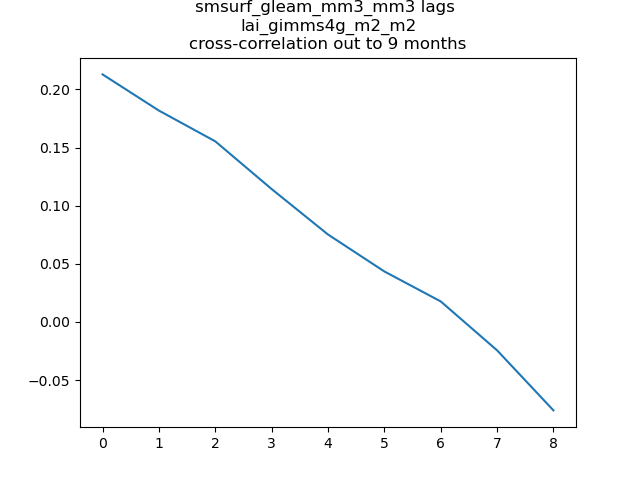 smsurf_gleam_mm3_mm3 lags
lai_gimms4g_m2_m2
cross-correlation out to 9 months
0.20
0.15
0.10
0.05
0.00
−0.05
0 1 2 3 4 5 6 7 8